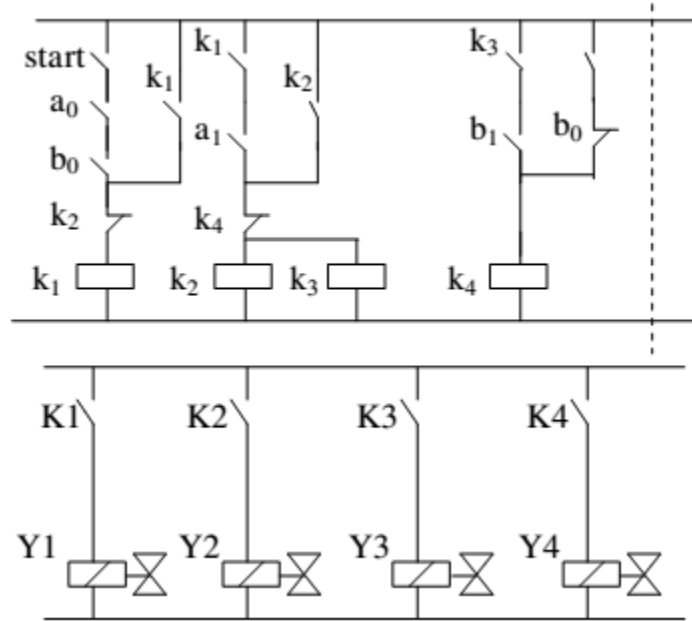 start
k₁
k₁
k₂
k₃
a₀
a₁
b₁
b₀
b₀
k₂
k₄
k₁
k₂
k₃
k₄
K1
K2
K3
K4
Y1
Y2
Y3
Y4